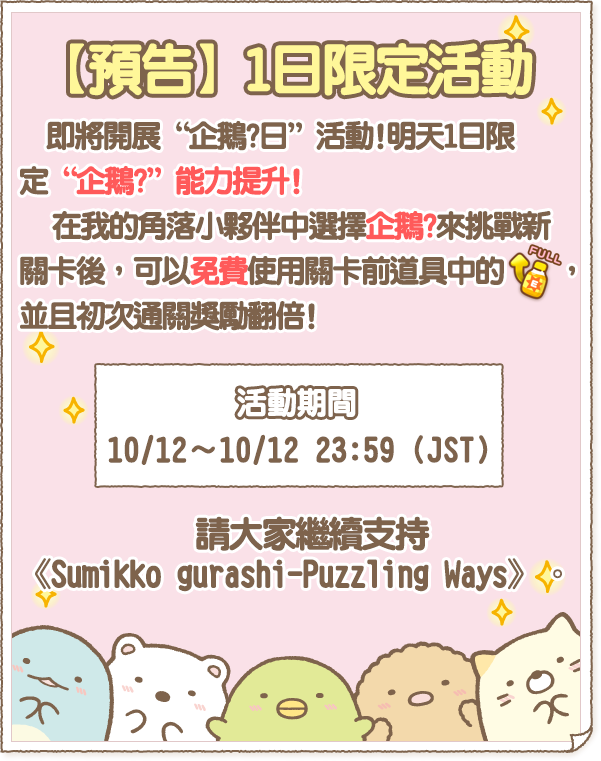 【預告】1日限定活動
即將開展“企鵝?日”活動!明天1日限
定“企鵝?”能力提升!
在我的角落小夥伴中選擇企鵝?來挑戰新
關卡後，可以免費使用關卡前道具中的FULL E，
並且初次通關獎勵翻倍!
活動期間
10/12～10/12 23:59 (JST)
請大家繼續支持
《Sumikko gurashi-Puzzling Ways》。